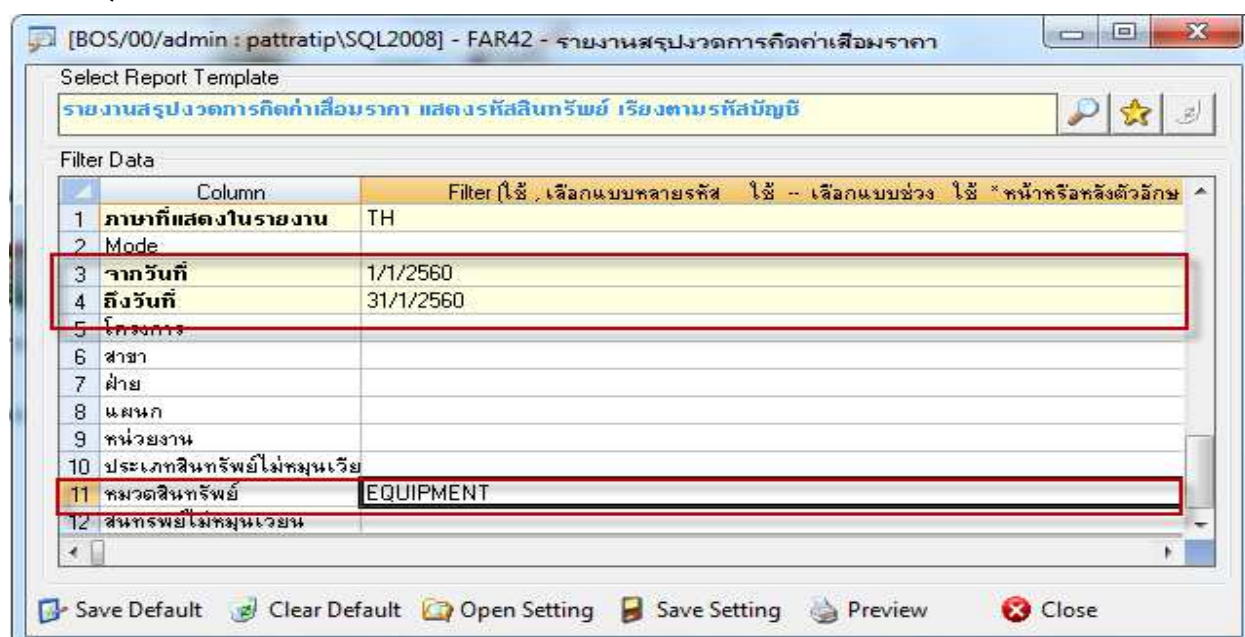 [BOS/00/admin : pattratip\SQL2008] - FAR42 - รายงานสรุปงวดการคิดค่าเสื่อมราคา
Select Report Template
รายงานสรุปงวดการคิดค่าเสื่อมราคา แสดงรหัสสินทรัพย์ เรียงตามรหัสบัญชี
Filter Data
Column Filter (ใช้ , เลือกแบบหลายรหัส ใช้ -- เลือกแบบช่วง ใช้ * หน้าหรือหลังตัวอักษ
1 ภาษาที่แสดงในรายงาน TH
2 Mode
3 จากวันที่ 1/1/2560
4 ถึงวันที่ 31/1/2560
5 โครงการ
6 สาขา
7 ฝ่าย
8 แผนก
9 หน่วยงาน
10 ประเภทสินทรัพย์ไม่หมุนเวีย
11 หมวดสินทรัพย์ EQUIPMENT
12 สินทรัพย์ไม่หมุนเวียน
Save Default Clear Default Open Setting Save Setting Preview Close